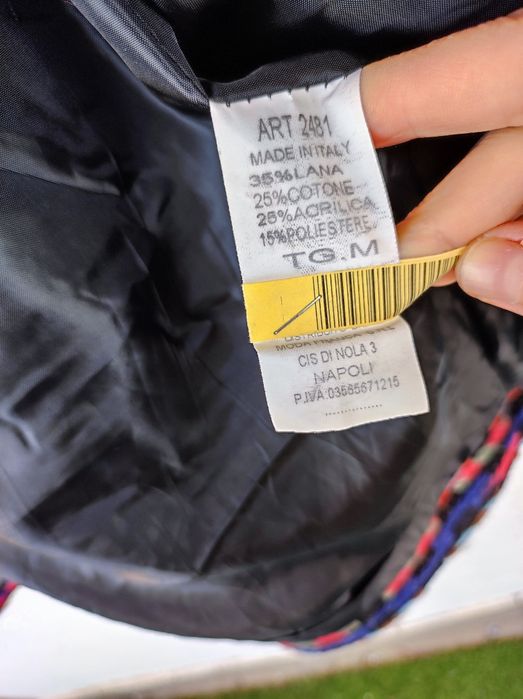 ART 2481
MADE IN ITALY
35%LANA
25%COTONE
25%ACRILICA
15%POLIESTERE
TG.M
CIS DI NOLA 3
NAPOLI
P.IVA 03565671215